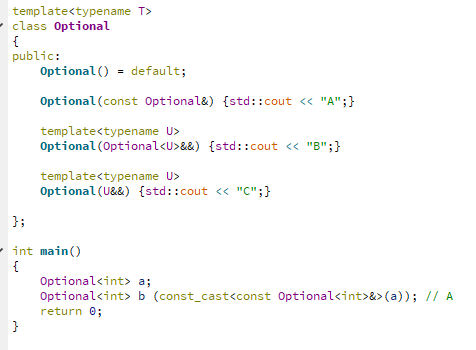 template<typename T>
class Optional
{
public:
    Optional() = default;

    Optional(const Optional&) {std::cout << "A";}

    template<typename U>
    Optional(Optional<U>&&) {std::cout << "B";}

    template<typename U>
    Optional(U&&) {std::cout << "C";}

};

int main()
{
    Optional<int> a;
    Optional<int> b (const_cast<const Optional<int>&>(a)); // A
    return 0;
}